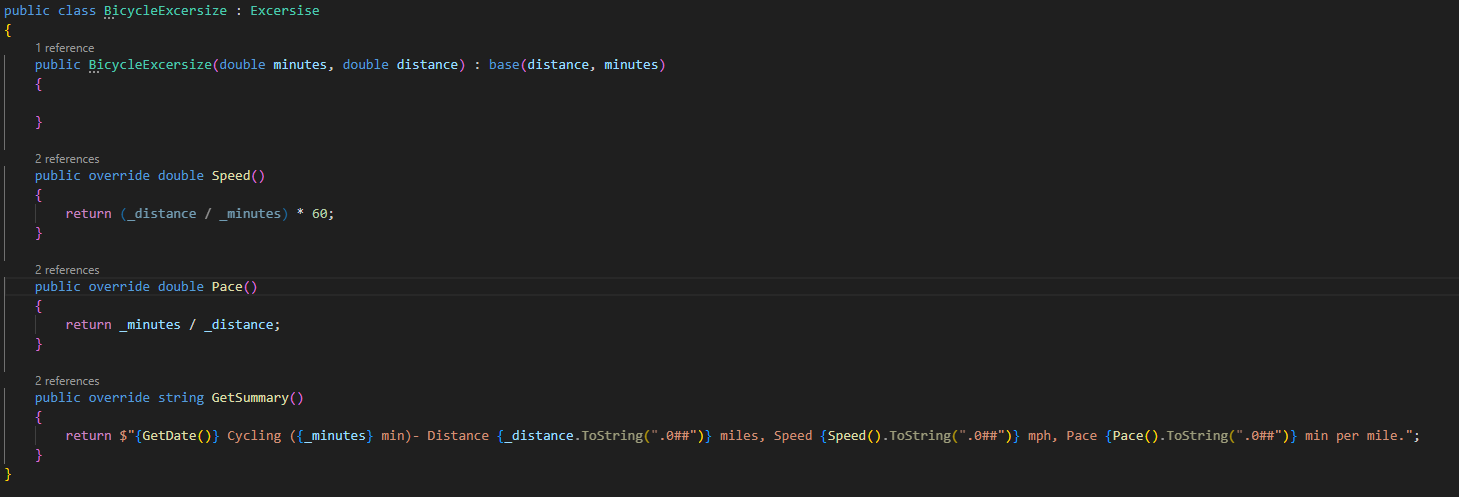 public class BicycleExcersize : Excersise
{
1 reference
public BicycleExcersize(double minutes, double distance) : base(distance, minutes)
{
}
2 references
public override double Speed()
{
return (_distance / _minutes) * 60;
}
2 references
public override double Pace()
{
return _minutes / _distance;
}
2 references
public override string GetSummary()
{
return $"{GetDate()} Cycling ({_minutes} min)- Distance {_distance.ToString(".0##")} miles, Speed {Speed().ToString(".0##")} mph, Pace {Pace().ToString(".0##")} min per mile.";
}
}